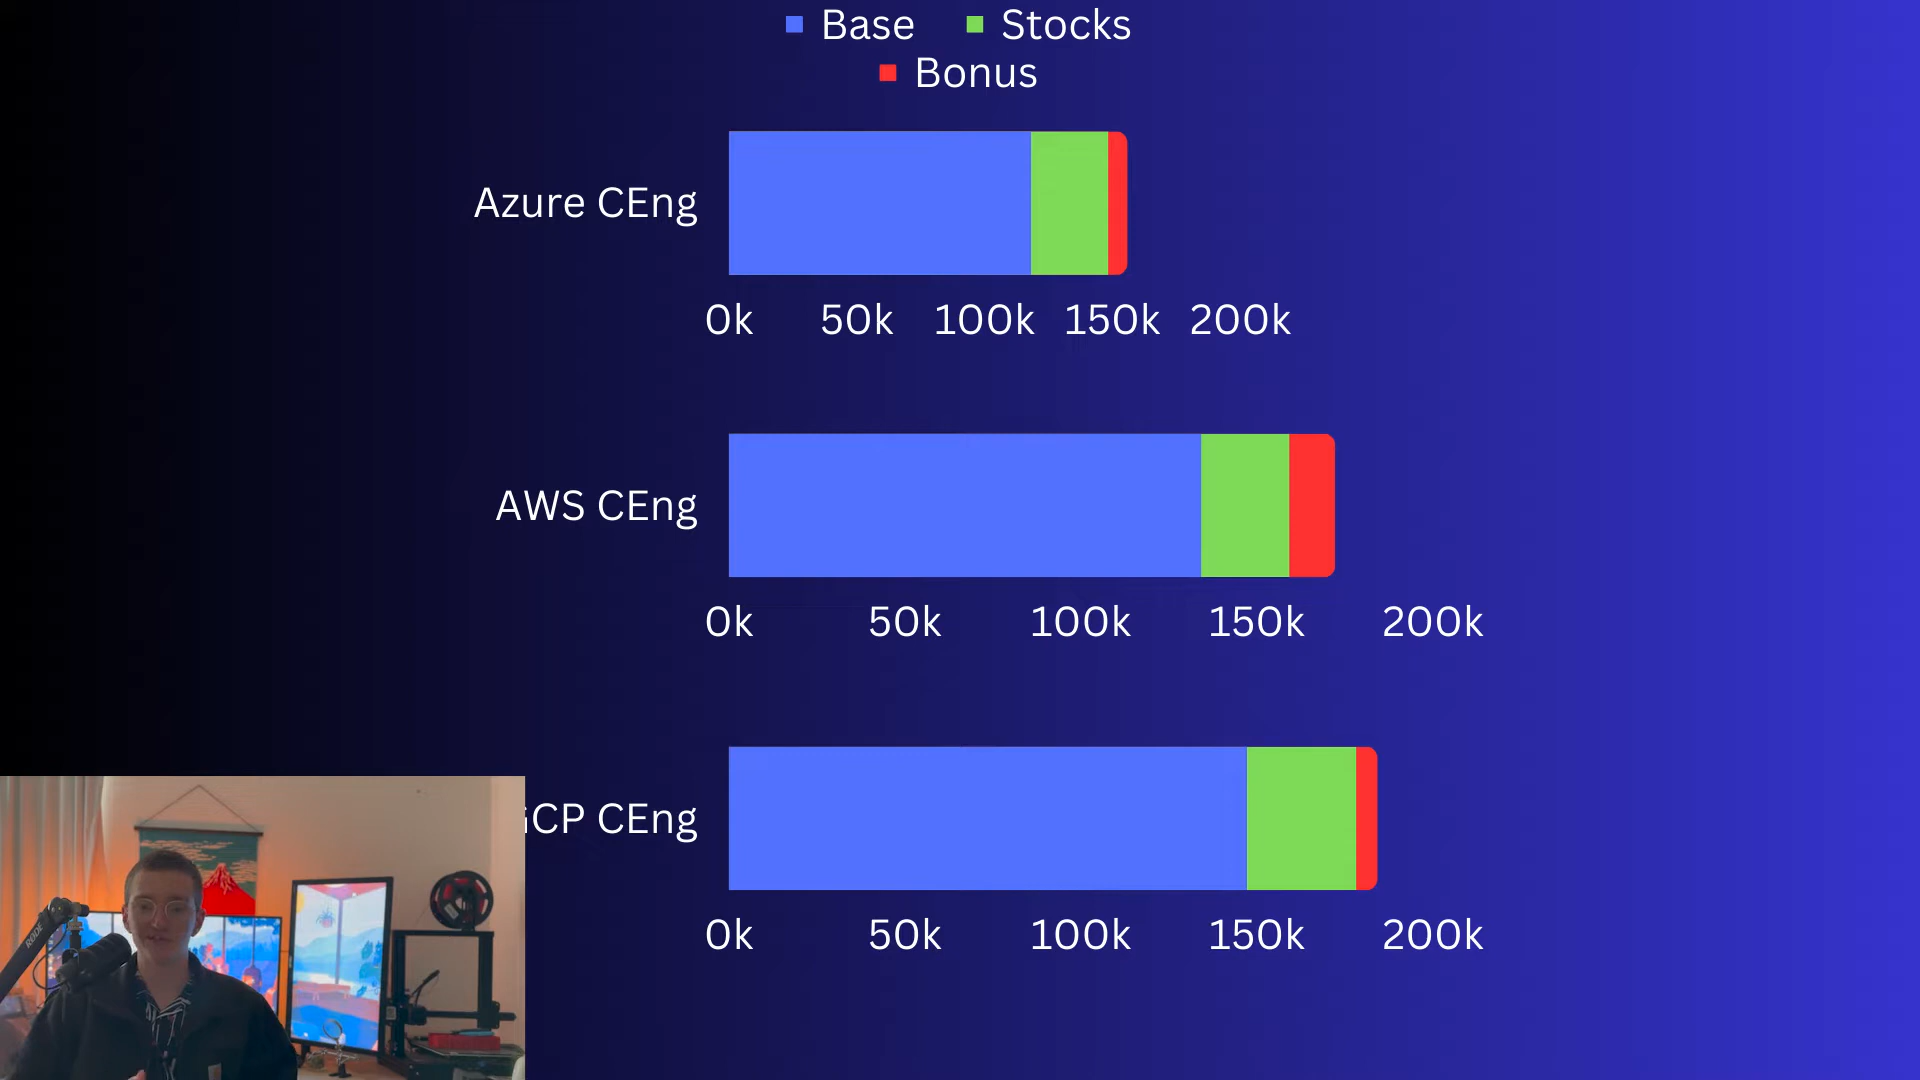 Base Stocks
Bonus
Azure CEng
0k 50k 100k 150k 200k
AWS CEng
0k 50k 100k 150k 200k
CP CEng
0k 50k 100k 150k 200k
RØDE